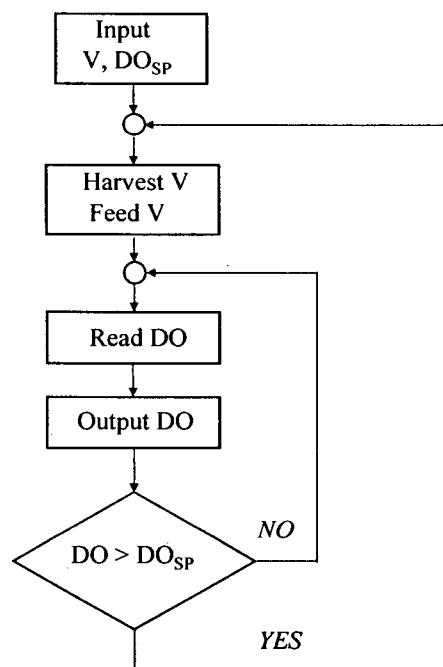 Input
V, DO_SP
Harvest V
Feed V
Read DO
Output DO
NO
DO > DO_SP
YES